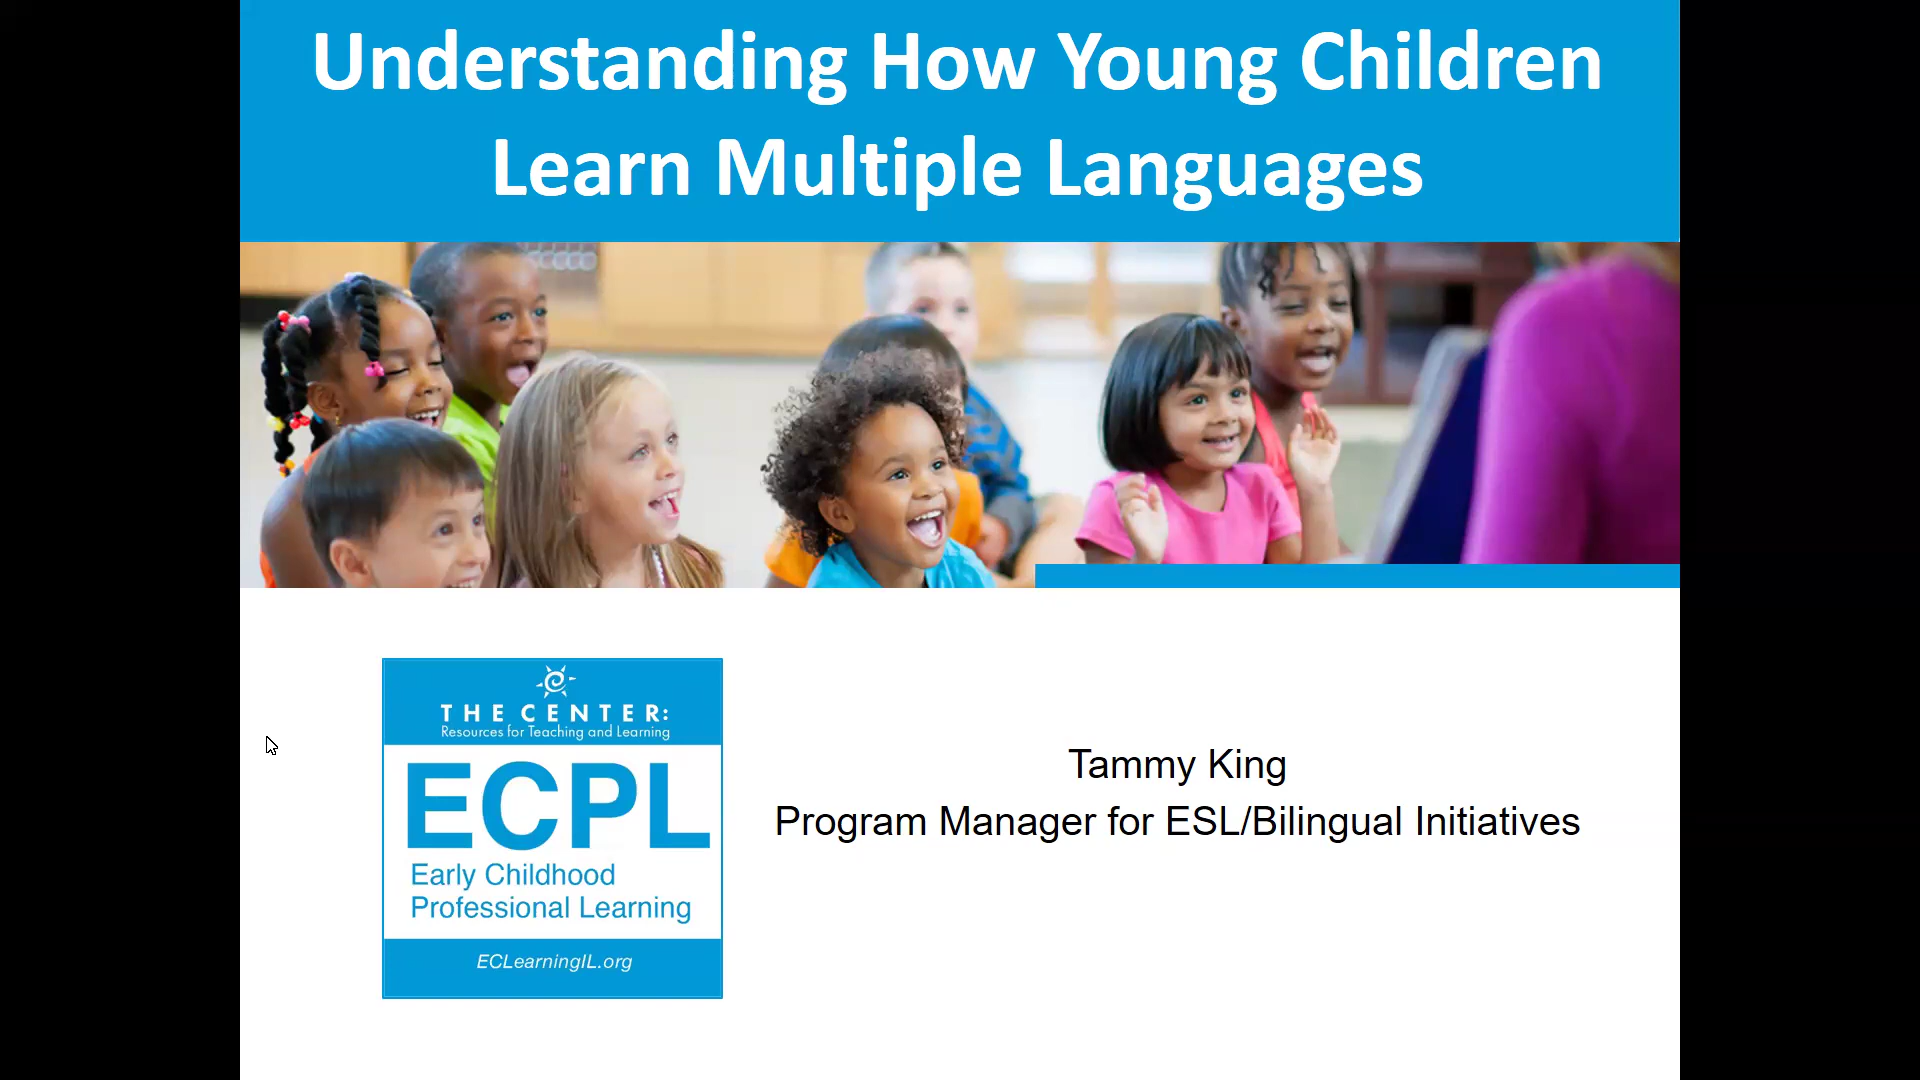 Understanding How Young Children
Learn Multiple Languages
THE CENTER:
Resources for Teaching and Learning
ECPL
Early Childhood
Professional Learning
ECLearningIL.org
Tammy King
Program Manager for ESL/Bilingual Initiatives